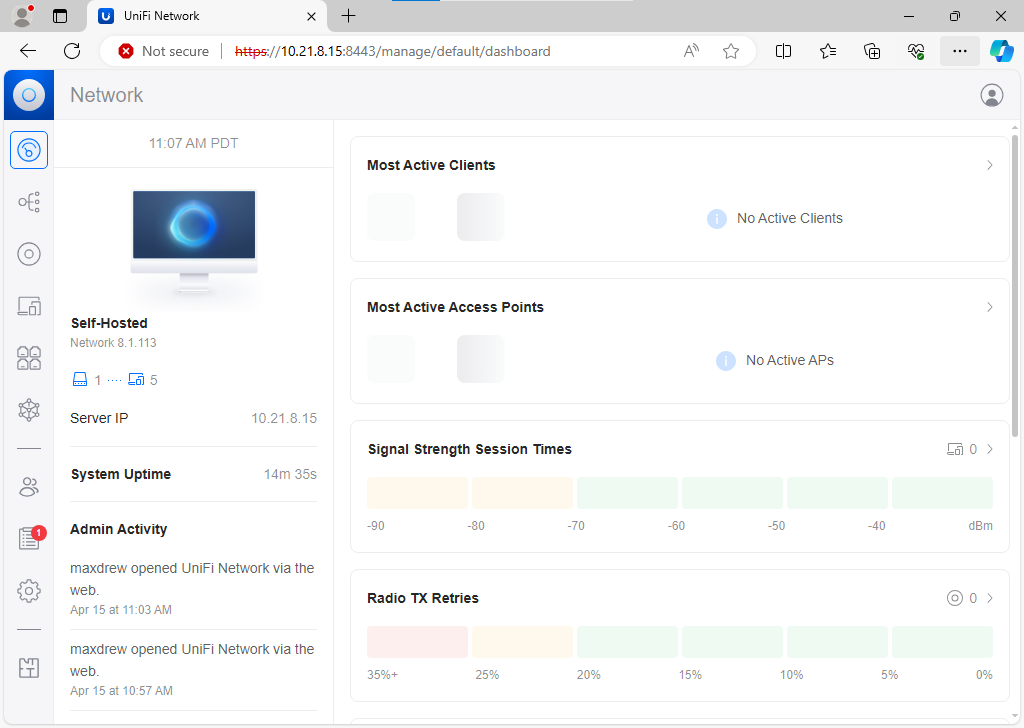 UniFi Network
Not secure
https://10.21.8.15:8443/manage/default/dashboard
Network
11:07 AM PDT
Self-Hosted
Network 8.1.113
1 5
Server IP 10.21.8.15
System Uptime 14m 35s
Admin Activity
maxdrew opened UniFi Network via the
web.
Apr 15 at 11:03 AM
maxdrew opened UniFi Network via the
web.
Apr 15 at 10:57 AM
1
Most Active Clients
No Active Clients
Most Active Access Points
No Active APs
Signal Strength Session Times 0
-90 -80 -70 -60 -50 -40 dBm
Radio TX Retries 0
35%+ 25% 20% 15% 10% 5% 0%